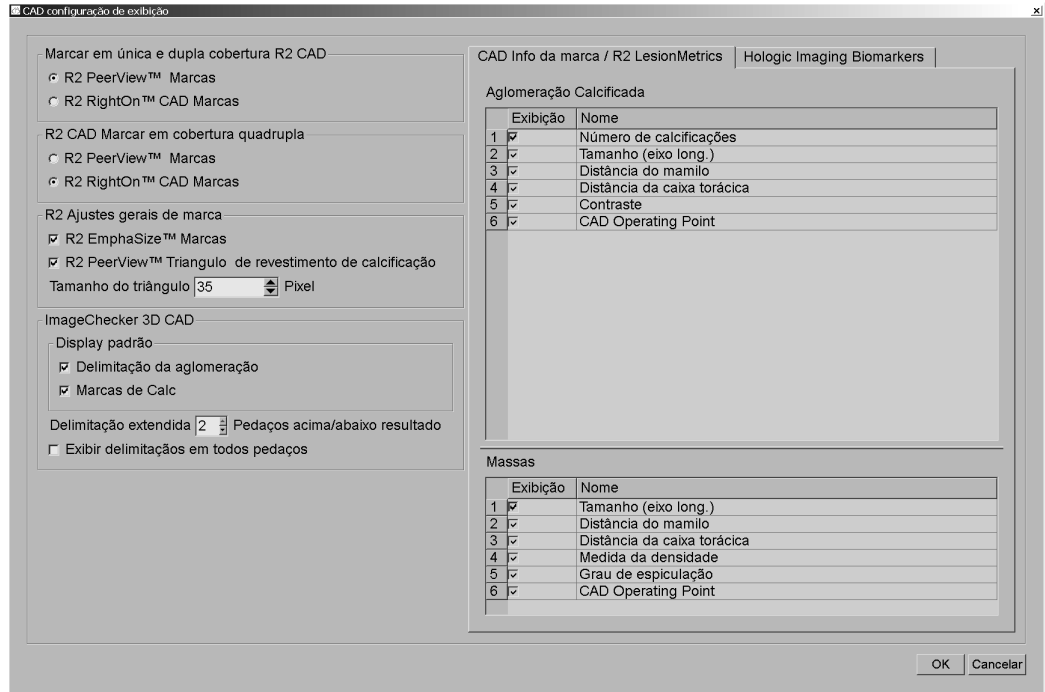 CAD configuração de exibição
Marcar em única e dupla cobertura R2 CAD
R2 PeerView™ Marcas
R2 RightOn™ CAD Marcas
R2 CAD Marcar em cobertura quadrupla
R2 PeerView™ Marcas
R2 RightOn™ CAD Marcas
R2 Ajustes gerais de marca
R2 EmphaSize™ Marcas
R2 PeerView™ Triangulo de revestimento de calcificação
Tamanho do triângulo 35 Pixel
ImageChecker 3D CAD
Display padrão
Delimitação da aglomeração
Marcas de Calc
Delimitação extendida 2 Pedaços acima/abaixo resultado
Exibir delimitaçãos em todos pedaços
CAD Info da marca / R2 LesionMetrics Hologic Imaging Biomarkers
Aglomeração Calcificada
Exibição Nome
1 Número de calcificações
2 Tamanho (eixo long.)
3 Distância do mamilo
4 Distância da caixa torácica
5 Contraste
6 CAD Operating Point
Massas
Exibição Nome
1 Tamanho (eixo long.)
2 Distância do mamilo
3 Distância da caixa torácica
4 Medida da densidade
5 Grau de espiculação
6 CAD Operating Point
OK Cancelar